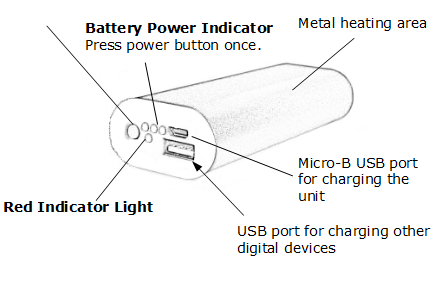 Battery Power Indicator
Press power button once.
Metal heating area
Micro-B USB port
for charging the
unit
Red Indicator Light
USB port for charging other
digital devices